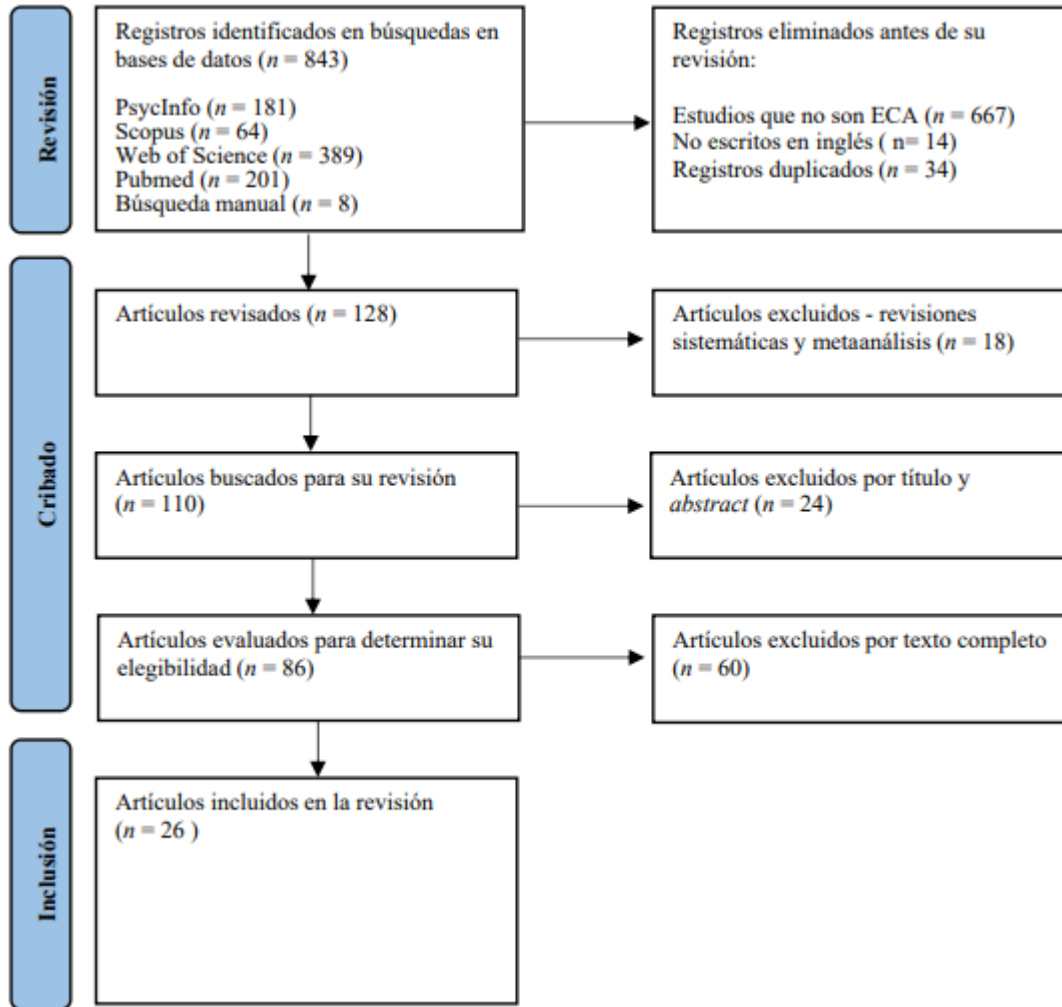 Revisión
Registros identificados en búsquedas en
bases de datos (n = 843)
PsycInfo (n = 181)
Scopus (n = 64)
Web of Science (n = 389)
Pubmed (n = 201)
Búsqueda manual (n = 8)
Registros eliminados antes de su
revisión:
Estudios que no son ECA (n = 667)
No escritos en inglés ( n= 14)
Registros duplicados (n = 34)
Cribado
Artículos revisados (n = 128)
Artículos excluidos - revisiones
sistemáticas y metaanálisis (n = 18)
Artículos buscados para su revisión
(n = 110)
Artículos excluidos por título y
abstract (n = 24)
Artículos evaluados para determinar su
elegibilidad (n = 86)
Artículos excluidos por texto completo
(n = 60)
Inclusión
Artículos incluidos en la revisión
(n = 26 )